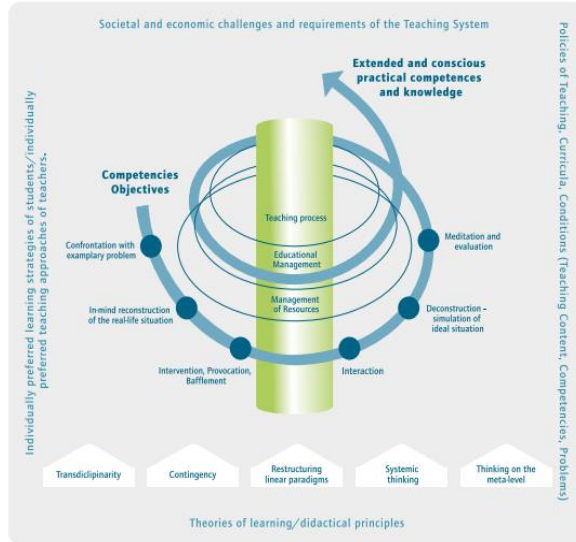 Societal and economic challenges and requirements of the Teaching System
Extended and conscious
practical competences
and knowledge
Competencies
Objectives
Teaching process
Confrontation with
examplary problem
Meditation and
evaluation
Educational
Management
Management
of Resources
In-mind reconstruction
of the real-life situation
Deconstruction –
simulation of
ideal situation
Intervention, Provocation,
Bafflement
Interaction
Individually preferred learning strategies of students/individually
preferred teaching approaches of teachers.
Policies of Teaching, Curricula, Conditions (Teaching Content, Competencies, Problems)
Transdiclipinarity
Contingency
Restructuring
linear paradigms
Systemic
thinking
Thinking on the
meta-level
Theories of learning/didactical principles